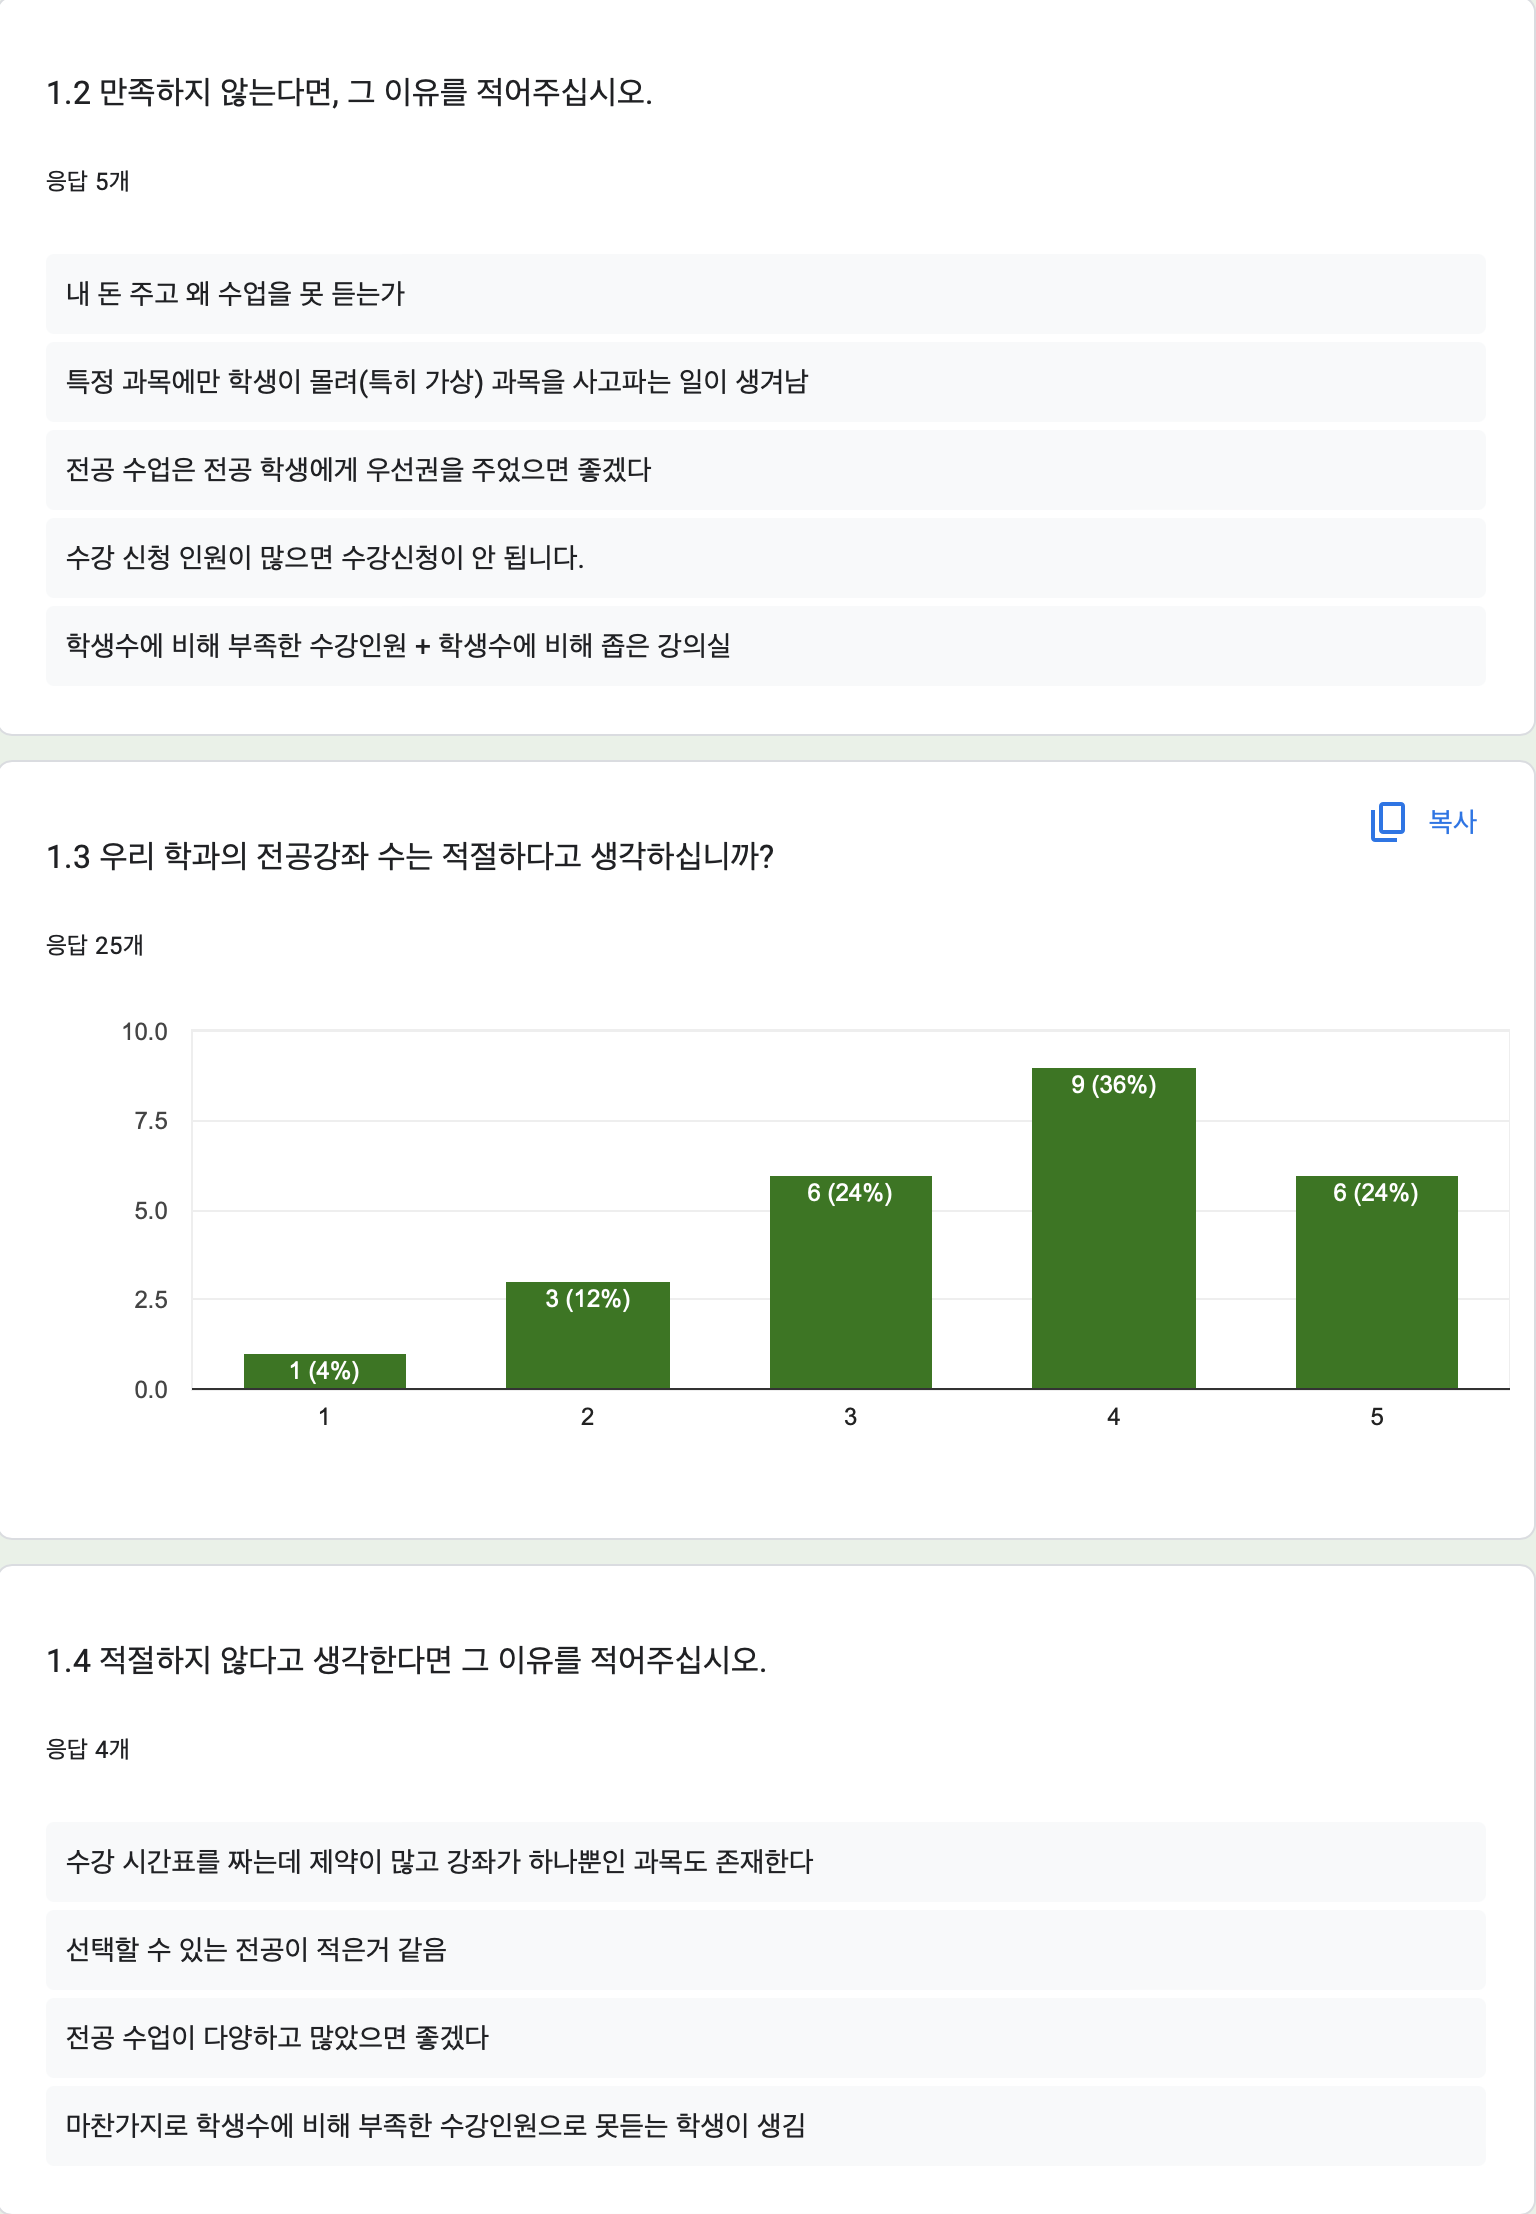 1.2 만족하지 않는다면, 그 이유를 적어주십시오.
응답 5개
내 돈 주고 왜 수업을 못 듣는가
특정 과목에만 학생이 몰려(특히 가상) 과목을 사고파는 일이 생겨남
전공 수업은 전공 학생에게 우선권을 주었으면 좋겠다
수강 신청 인원이 많으면 수강신청이 안 됩니다.
학생수에 비해 부족한 수강인원 + 학생수에 비해 좁은 강의실
복사
1.3 우리 학과의 전공강좌 수는 적절하다고 생각하십니까?
응답 25개
10.0
7.5
5.0
2.5
0.0
1 (4%)
3 (12%)
6 (24%)
9 (36%)
6 (24%)
1 2 3 4 5
1.4 적절하지 않다고 생각한다면 그 이유를 적어주십시오.
응답 4개
수강 시간표를 짜는데 제약이 많고 강좌가 하나뿐인 과목도 존재한다
선택할 수 있는 전공이 적은거 같음
전공 수업이 다양하고 많았으면 좋겠다
마찬가지로 학생수에 비해 부족한 수강인원으로 못듣는 학생이 생김